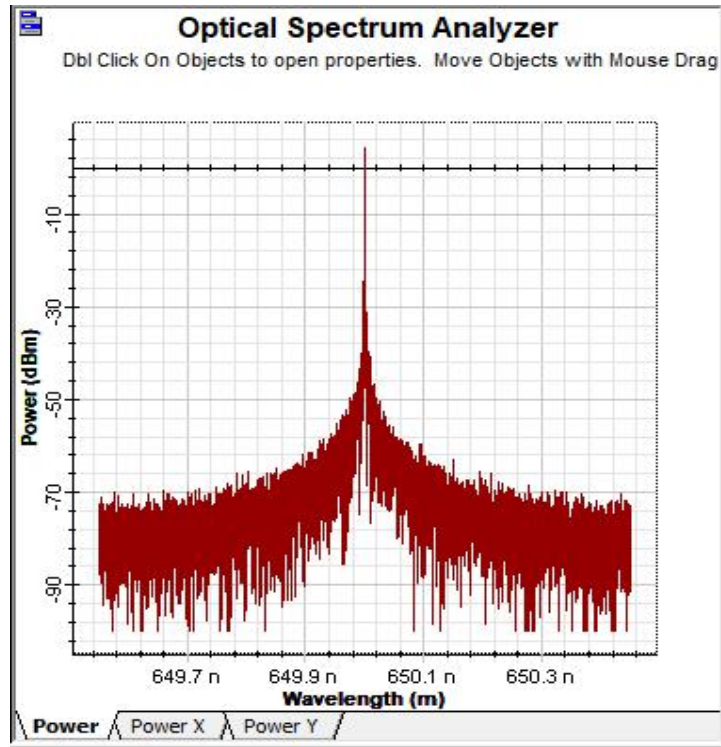 Optical Spectrum Analyzer
Dbl Click On Objects to open properties. Move Objects with Mouse Drag
Power (dBm)
-10
-30
-50
-70
-90
649.7 n 649.9 n 650.1 n 650.3 n
Wavelength (m)
Power Power X Power Y